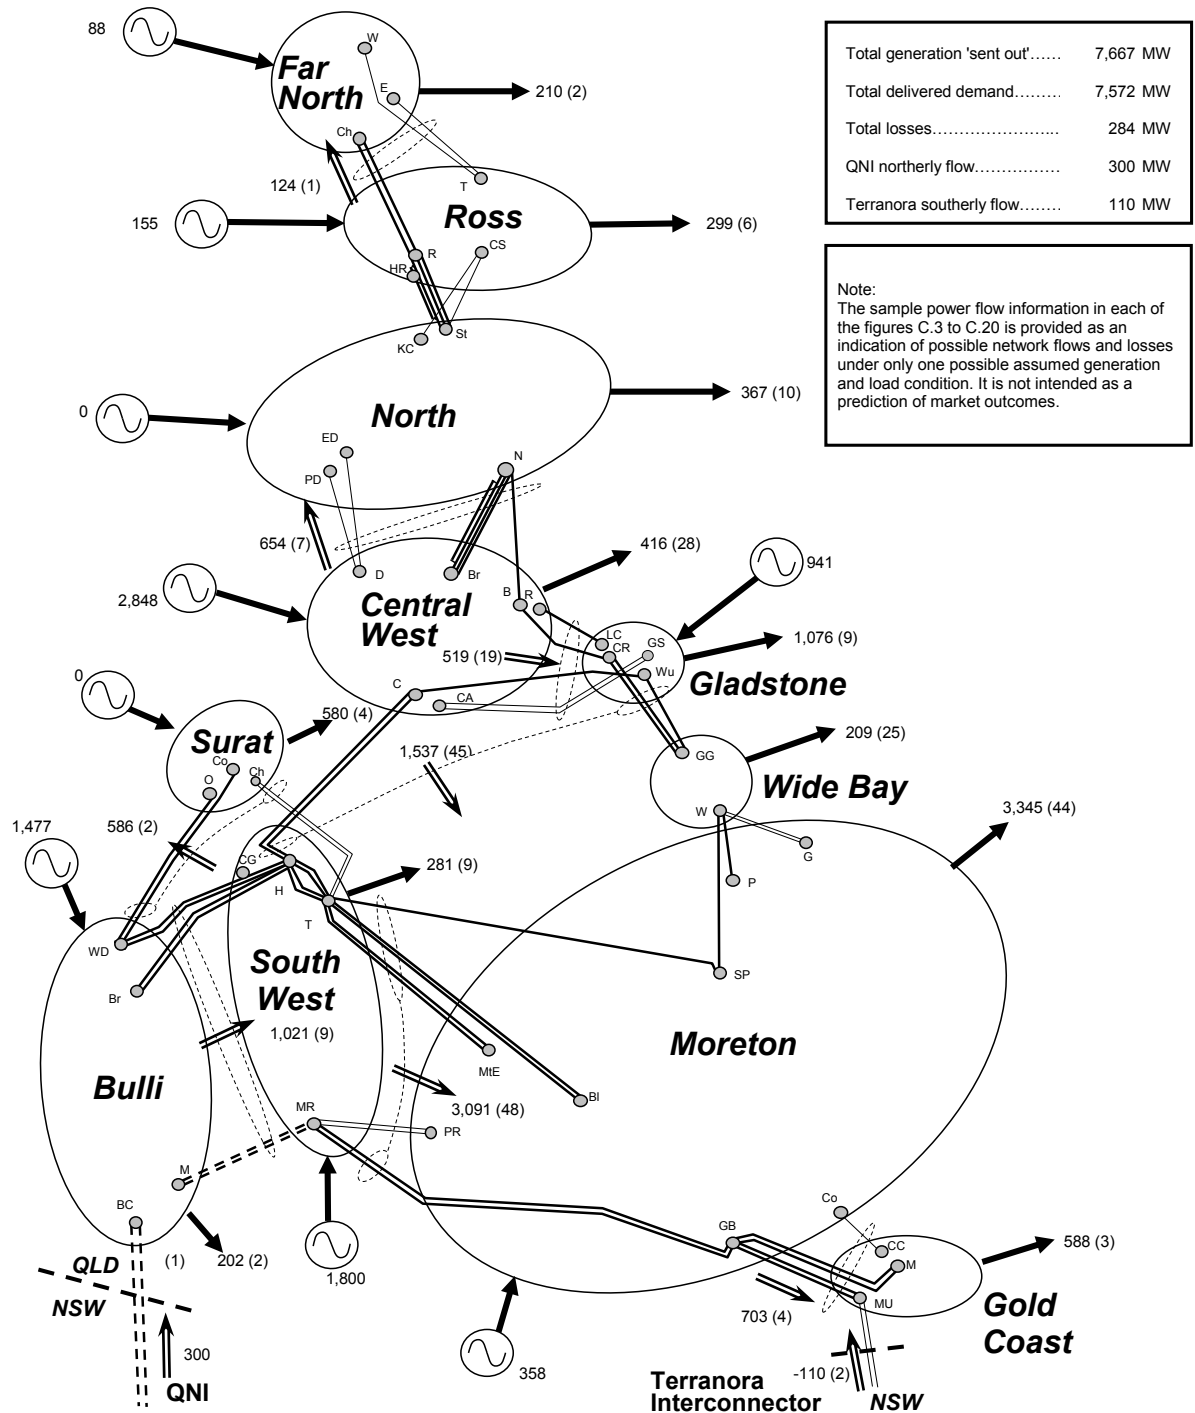 88
W
Far
North
E
210 (2)
Ch
124 (1)
T
155
Ross
299 (6)
CS
R
HR
St
KC
Total generation 'sent out'...... 7,667 MW
Total delivered demand......... 7,572 MW
Total losses........................ 284 MW
QNI northerly flow................ 300 MW
Terranora southerly flow........ 110 MW
Note:
The sample power flow information in each of
the figures C.3 to C.20 is provided as an
indication of possible network flows and losses
under only one possible assumed generation
and load condition. It is not intended as a
prediction of market outcomes.
0
North
367 (10)
ED
PD
N
654 (7)
416 (28)
941
D
Br
2,848
Central
West
B
R
LC
GS
1,076 (9)
CR
Wu
519 (19)
Gladstone
C
CA
0
580 (4)
Surat
Co
Ch
O
1,537 (45)
GG
209 (25)
Wide Bay
W
G
P
3,345 (44)
1,477
586 (2)
CG
H
281 (9)
T
WD
Br
South
West
SP
1,021 (9)
Moreton
MtE
Bulli
BI
3,091 (48)
MR
PR
M
BC
QLD
NSW
(1)
202 (2)
1,800
300
QNI
Co
GB
CC
M
588 (3)
MU
703 (4)
Gold
Coast
358
-110 (2)
Terranora
Interconnector
NSW